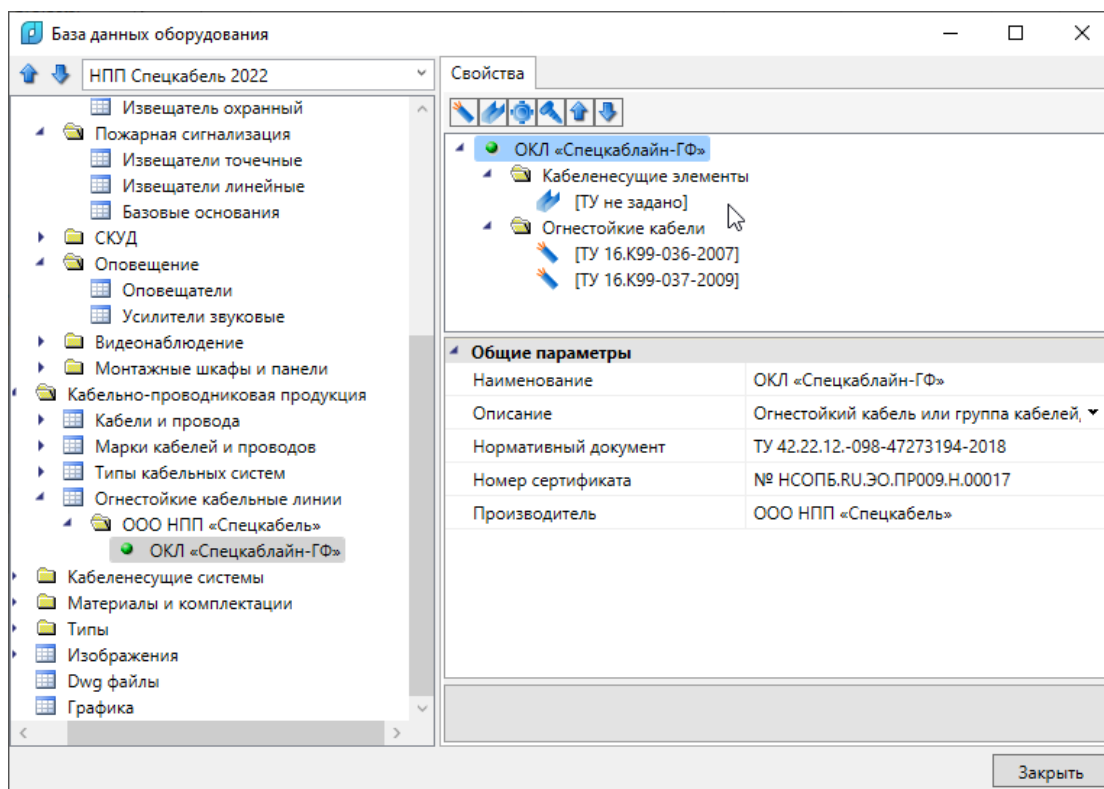 База данных оборудования
НПП Спецкабель 2022
Извещатель охранный
Пожарная сигнализация
Извещатели точечные
Извещатели линейные
Базовые основания
СКУД
Оповещение
Оповещатели
Усилители звуковые
Видеонаблюдение
Монтажные шкафы и панели
Кабельно-проводниковая продукция
Кабели и провода
Марки кабелей и проводов
Типы кабельных систем
Огнестойкие кабельные линии
ООО НПП «Спецкабель»
ОКЛ «Спецкаблайн-ГФ»
Кабеленесущие системы
Материалы и комплектации
Типы
Изображения
Dwg файлы
Графика
Свойства
ОКЛ «Спецкаблайн-ГФ»
Кабеленесущие элементы
[ТУ не задано]
Огнестойкие кабели
[ТУ 16.К99-036-2007]
[ТУ 16.К99-037-2009]
Общие параметры
Наименование ОКЛ «Спецкаблайн-ГФ»
Описание Огнестойкий кабель или группа кабелей,
Нормативный документ ТУ 42.22.12.-098-47273194-2018
Номер сертификата № НСОПБ.RU.ЭО.ПР009.Н.00017
Производитель ООО НПП «Спецкабель»
Закрыть